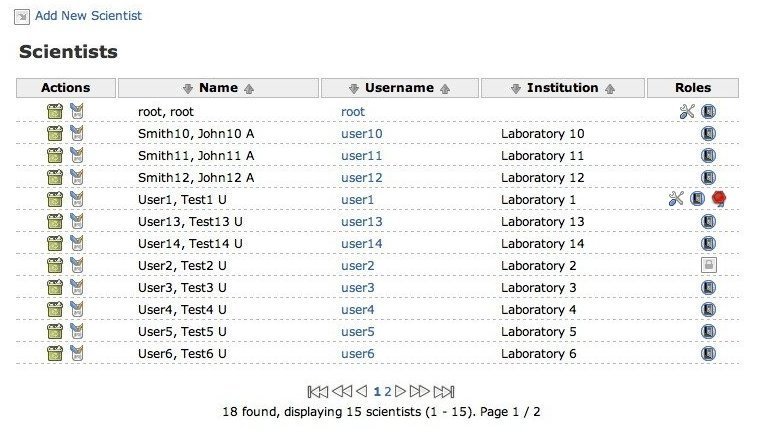 Add New Scientist
Scientists
Actions Name Username Institution Roles
root, root root
Smith10, John10 A user10 Laboratory 10
Smith11, John11 A user11 Laboratory 11
Smith12, John12 A user12 Laboratory 12
User1, Test1 U user1 Laboratory 1
User13, Test13 U user13 Laboratory 13
User14, Test14 U user14 Laboratory 14
User2, Test2 U user2 Laboratory 2
User3, Test3 U user3 Laboratory 3
User4, Test4 U user4 Laboratory 4
User5, Test5 U user5 Laboratory 5
User6, Test6 U user6 Laboratory 6
1 2
18 found, displaying 15 scientists (1 - 15). Page 1 / 2